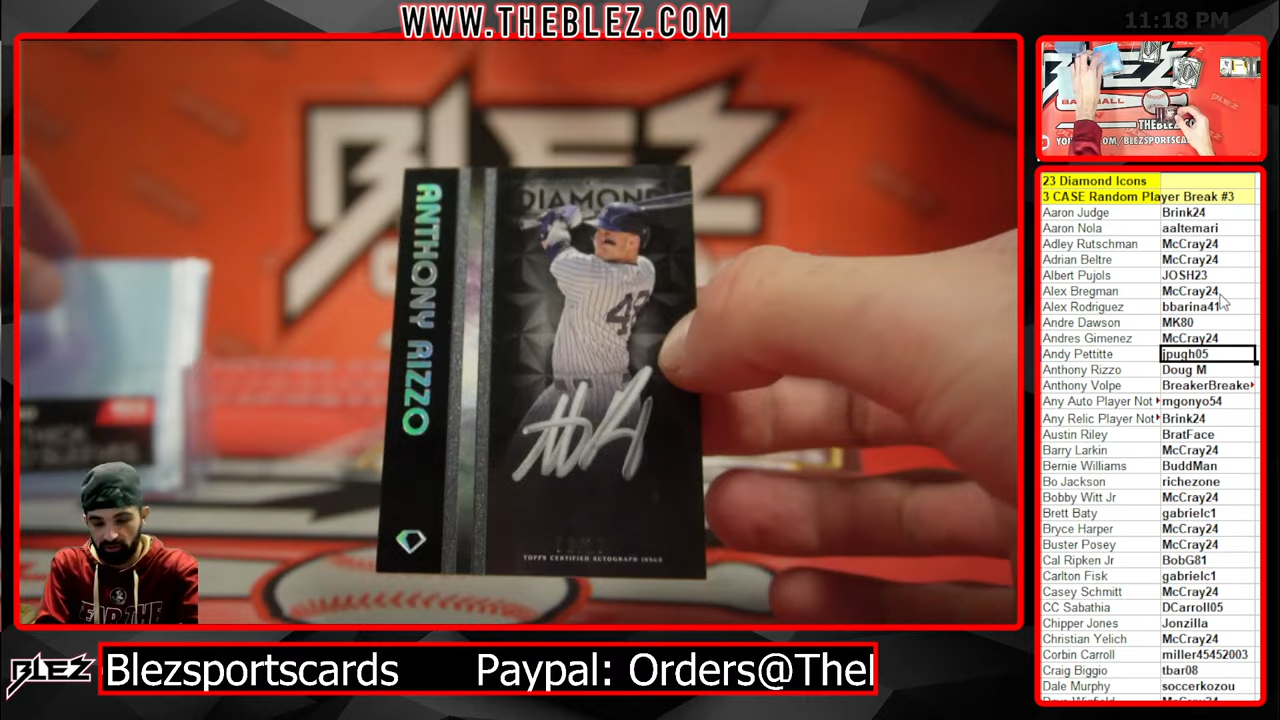 WWW.THEBLEZ.COM
11:18 PM
BLEZ
DIAMOND
ANTHONY RIZZO
TOPPS CERTIFIED AUTOGRAPH ISSUE
BLEZ
THEBLEZ
23 Diamond Icons
3 CASE Random Player Break #3
Aaron Judge Brink24
Aaron Nola aaltemari
Adley Rutschman McCray24
Adrian Beltre McCray24
Albert Pujols JOSH23
Alex Bregman McCray24
Alex Rodriguez bbarina41
Andre Dawson MK80
Andres Gimenez McCray24
Andy Pettitte jpugh05
Anthony Rizzo Doug M
Anthony Volpe BreakerBreake
Any Auto Player Not mgonyo54
Any Relic Player Not Brink24
Austin Riley BratFace
Barry Larkin McCray24
Bernie Williams BuddMan
Bo Jackson richezone
Bobby Witt Jr McCray24
Brett Baty gabrielc1
Bryce Harper McCray24
Buster Posey McCray24
Cal Ripken Jr BobG81
Carlton Fisk gabrielc1
Casey Schmitt McCray24
CC Sabathia DCarroll05
Chipper Jones Jonzilla
Christian Yelich McCray24
Corbin Carroll miller45452003
Craig Biggio tbar08
Dale Murphy soccerkozou
BLEZ Blezsportscards Paypal: Orders@Thel